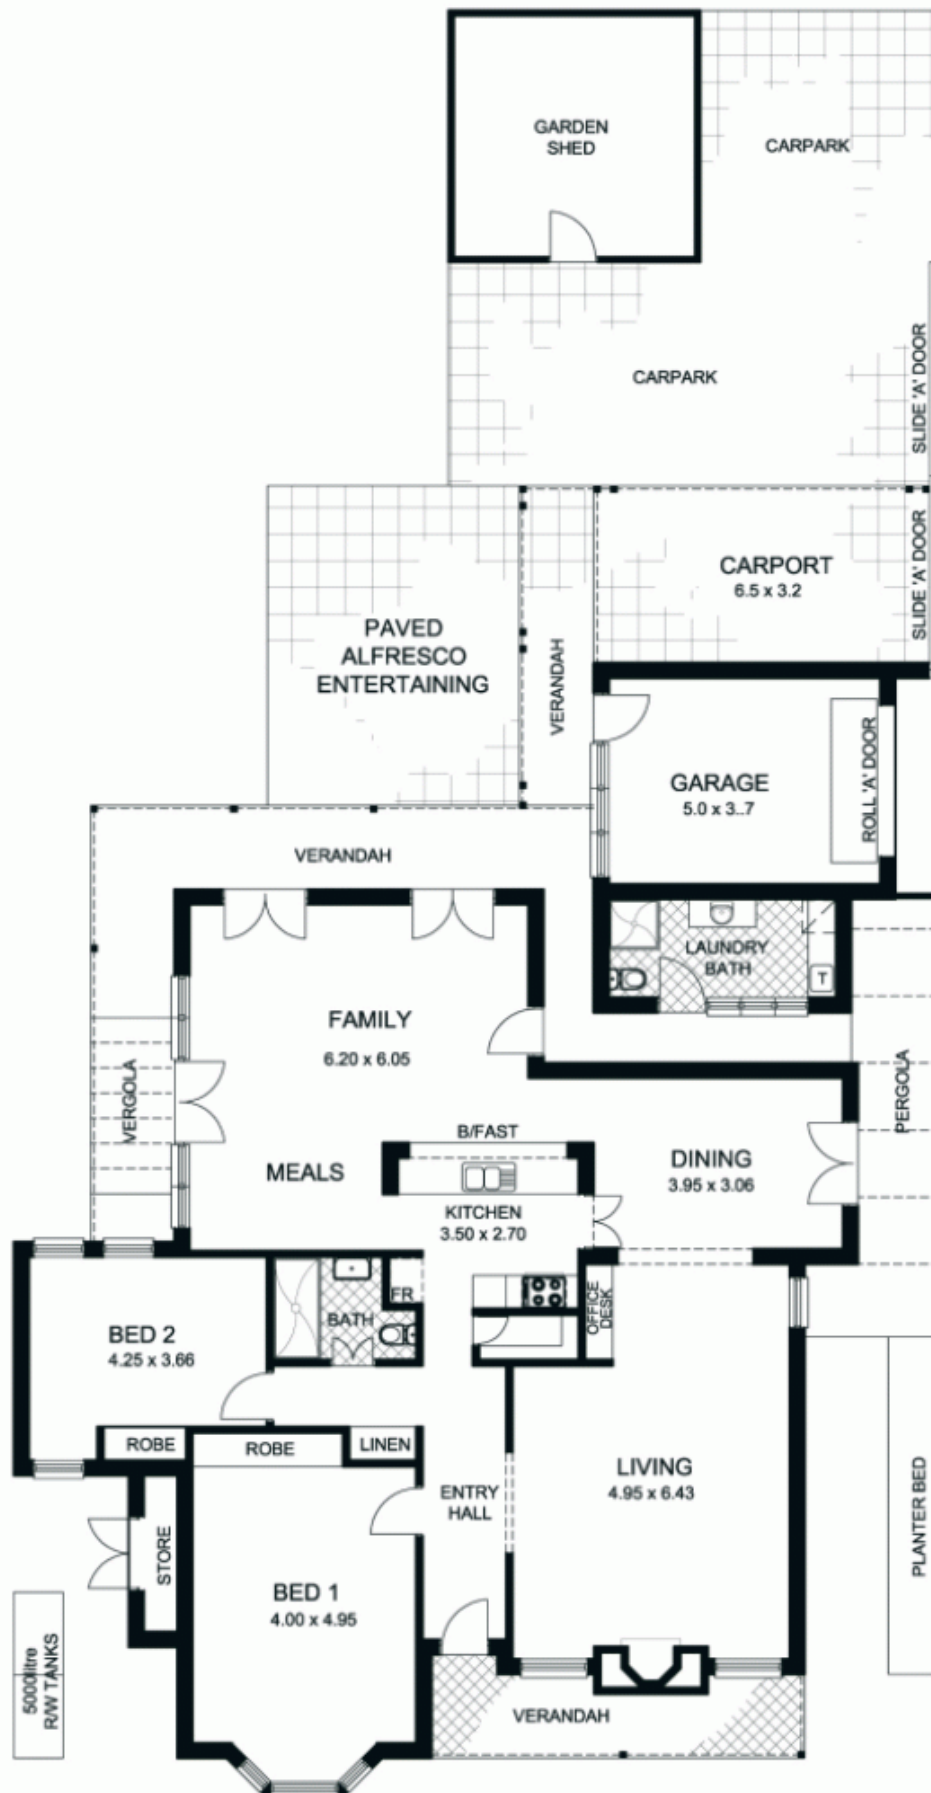 GARDEN
SHED
CARPARK
CARPARK
SLIDE 'A' DOOR
CARPORT
6.5 x 3.2
SLIDE 'A' DOOR
PAVED
ALFRESCO
ENTERTAINING
VERANDAH
GARAGE
5.0 x 3..7
ROLL 'A' DOOR
VERANDAH
LAUNDRY
BATH
T
FAMILY
6.20 x 6.05
VERGOLA
PERGOLA
B/FAST
MEALS
DINING
3.95 x 3.06
KITCHEN
3.50 x 2.70
FR
OFFICE
DESK
BATH
BED 2
4.25 x 3.66
ROBE
ROBE
LINEN
LIVING
4.95 x 6.43
ENTRY
HALL
PLANTER BED
STORE
BED 1
4.00 x 4.95
5000litre
R/W TANKS
VERANDAH